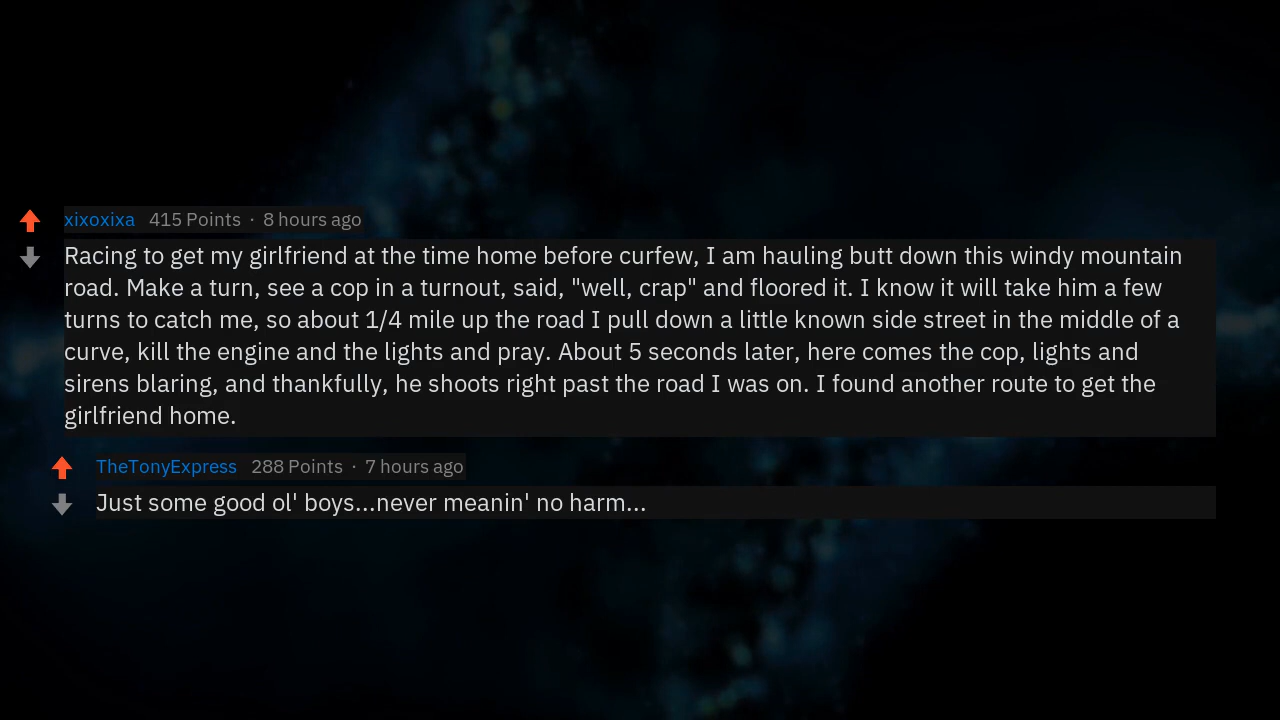 xixoxixa 415 Points · 8 hours ago
Racing to get my girlfriend at the time home before curfew, I am hauling butt down this windy mountain
road. Make a turn, see a cop in a turnout, said, "well, crap" and floored it. I know it will take him a few
turns to catch me, so about 1/4 mile up the road I pull down a little known side street in the middle of a
curve, kill the engine and the lights and pray. About 5 seconds later, here comes the cop, lights and
sirens blaring, and thankfully, he shoots right past the road I was on. I found another route to get the
girlfriend home.
TheTonyExpress 288 Points · 7 hours ago
Just some good ol' boys...never meanin' no harm...